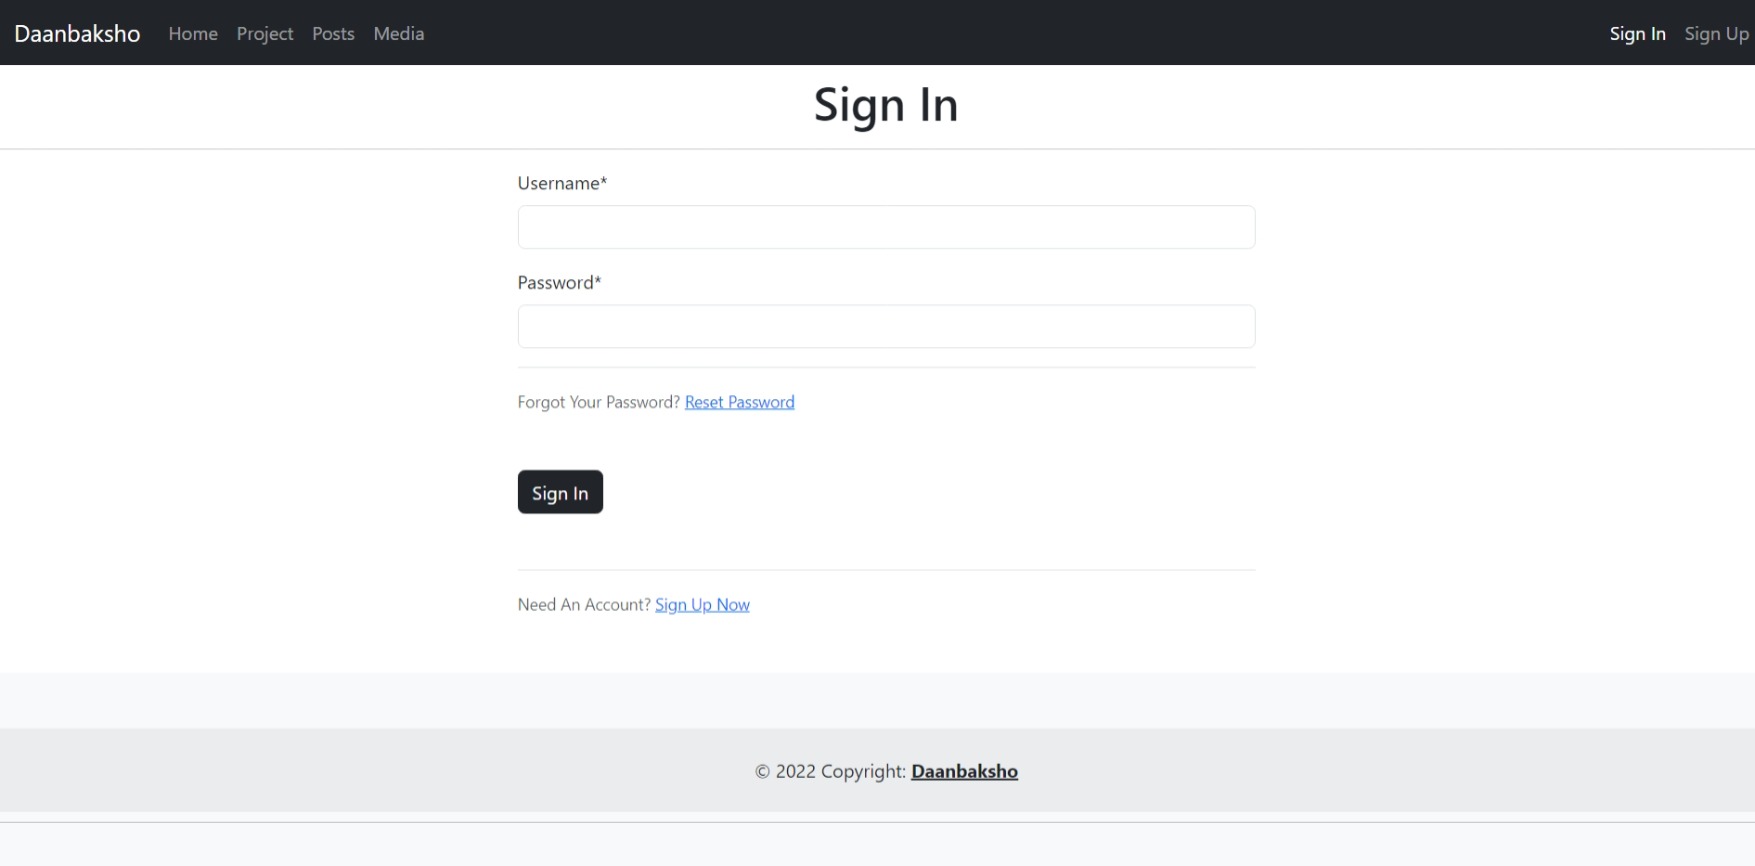 Daanbaksho Home Project Posts Media Sign In Sign Up
Sign In
Username*
Password*
Forgot Your Password? Reset Password
Sign In
Need An Account? Sign Up Now
© 2022 Copyright: Daanbaksho